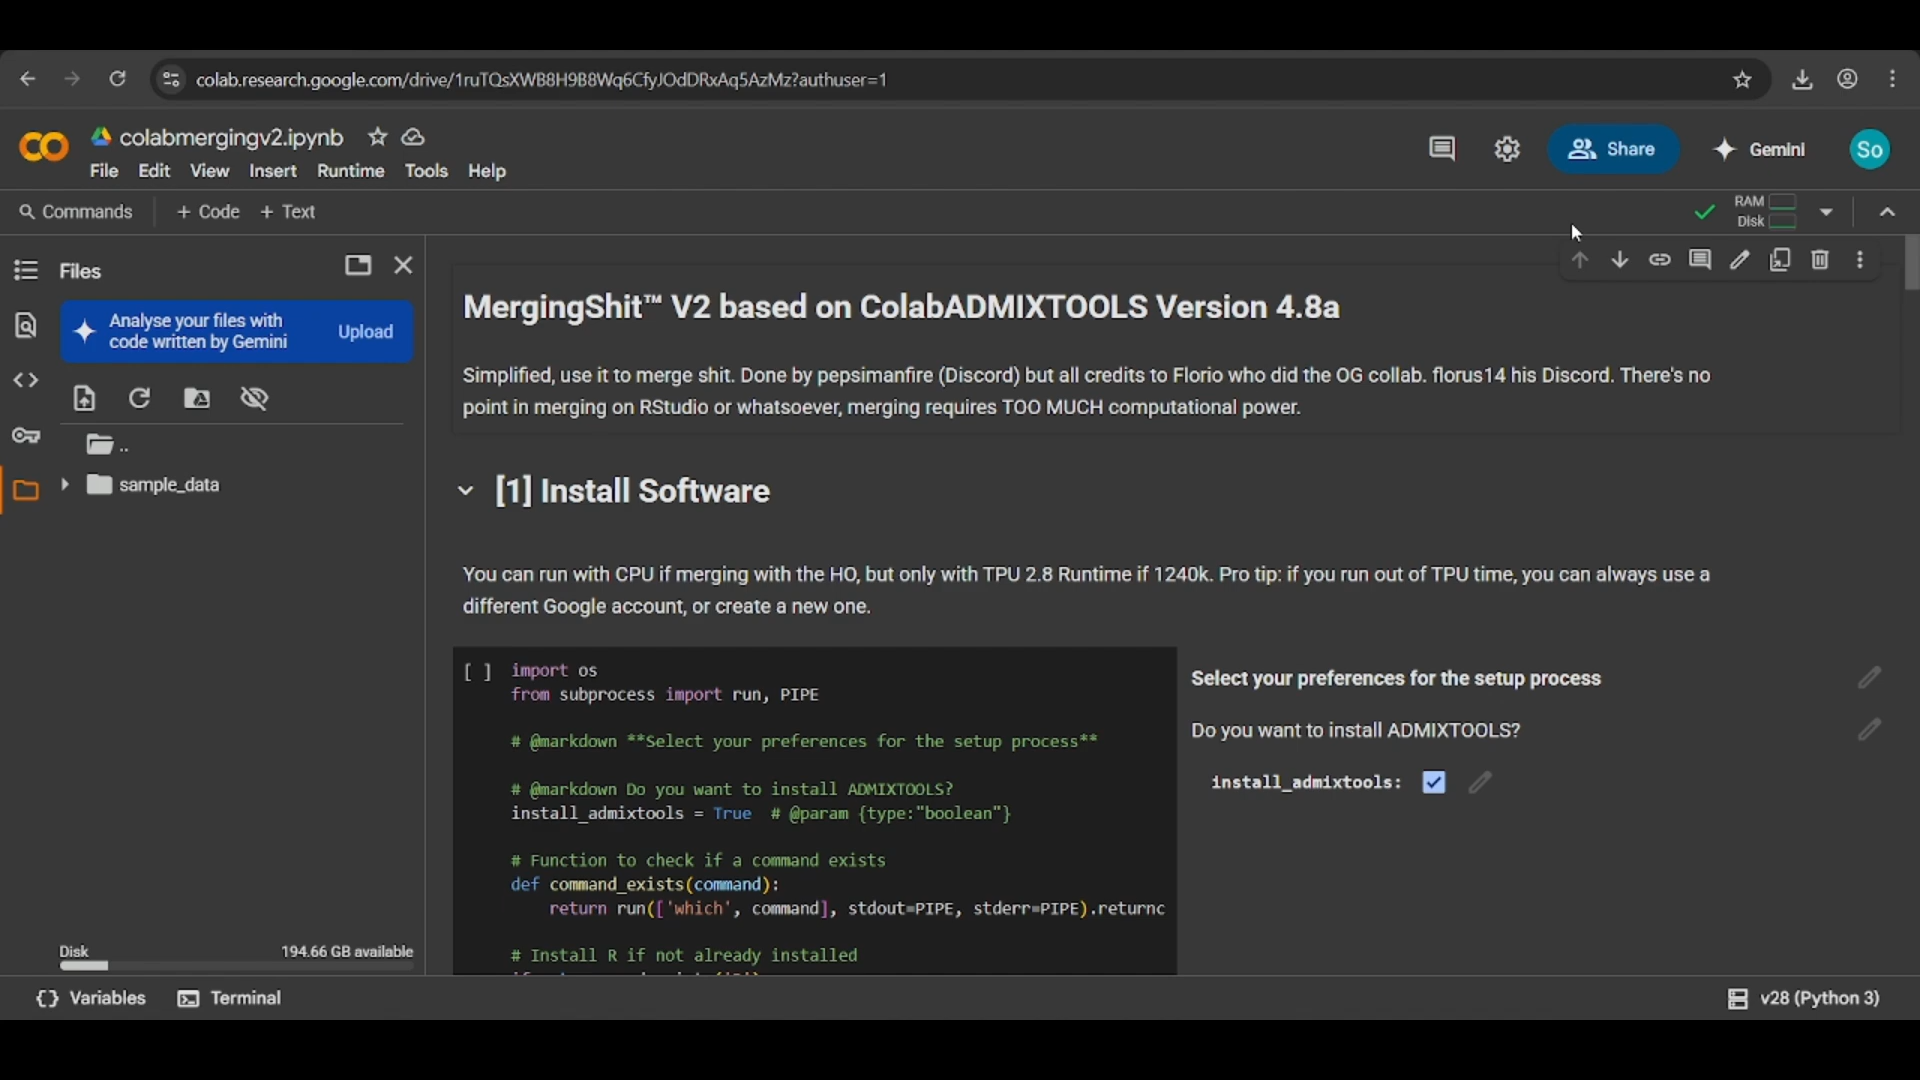 colab.research.google.com/drive/1ruTQsXWB8H9B8Wq6CfyJOdDRxAq5AzMz?authuser=1
colabmergingv2.ipynb
File Edit View Insert Runtime Tools Help
Share
Gemini
So
Commands + Code + Text
RAM
Disk
Files
Analyse your files with
code written by Gemini
Upload
..
sample_data
Disk 194.66 GB available
MergingShit™ V2 based on ColabADMIXTOOLS Version 4.8a
Simplified, use it to merge shit. Done by pepsimanfire (Discord) but all credits to Florio who did the OG collab. florus14 his Discord. There's no
point in merging on RStudio or whatsoever, merging requires TOO MUCH computational power.
[1] Install Software
You can run with CPU if merging with the HO, but only with TPU 2.8 Runtime if 1240k. Pro tip: if you run out of TPU time, you can always use a
different Google account, or create a new one.
[ ] import os
from subprocess import run, PIPE
# @markdown **Select your preferences for the setup process**
# @markdown Do you want to install ADMIXTOOLS?
install_admixtools = True # @param {type:"boolean"}
# Function to check if a command exists
def command_exists(command):
return run(['which', command], stdout=PIPE, stderr=PIPE).returnc
# Install R if not already installed
Select your preferences for the setup process
Do you want to install ADMIXTOOLS?
install_admixtools:
{} Variables
Terminal
v28 (Python 3)